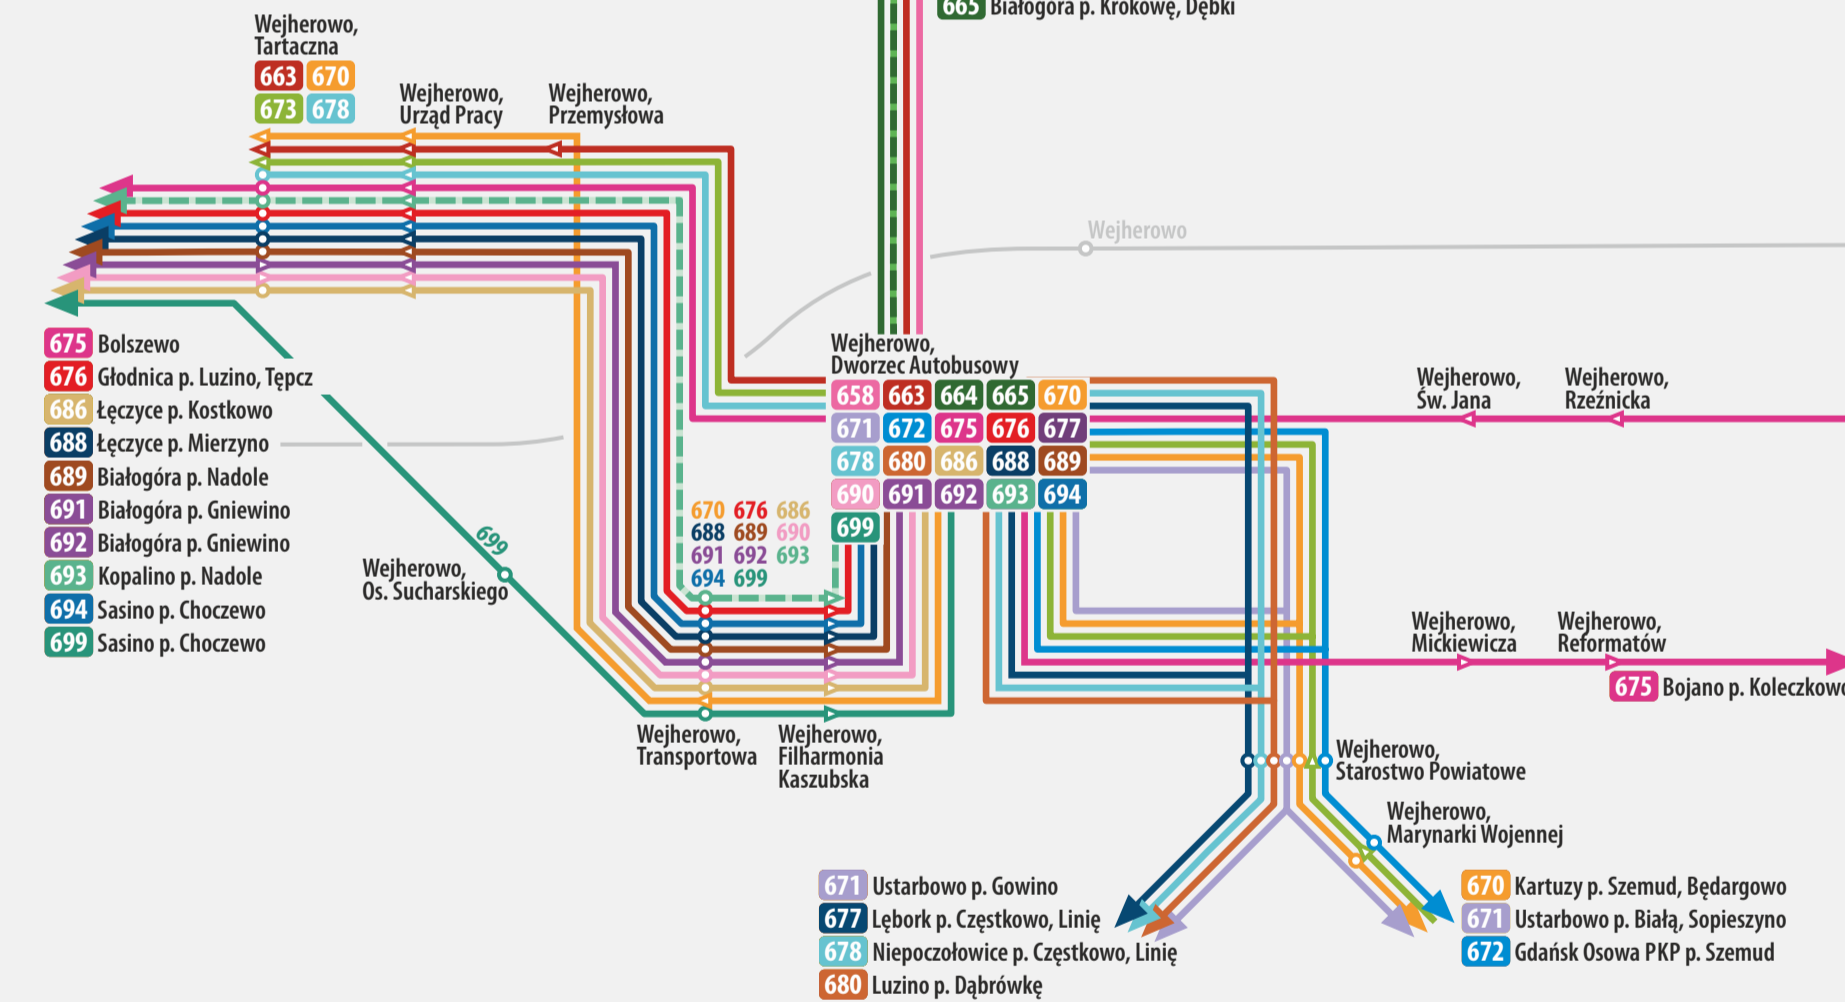 665 Białogóra p. Krokowę, Dębki
Wejherowo,
Tartaczna
663 670
673 678
Wejherowo,
Urząd Pracy
Wejherowo,
Przemysłowa
Wejherowo
675 Bolszewo
676 Głodnica p. Luzino, Tępcz
686 Łęczyce p. Kostkowo
688 Łęczyce p. Mierzyno
689 Białogóra p. Nadole
691 Białogóra p. Gniewino
692 Białogóra p. Gniewino
693 Kopalino p. Nadole
694 Sasino p. Choczewo
699 Sasino p. Choczewo
699
Wejherowo,
Os. Sucharskiego
Wejherowo,
Dworzec Autobusowy
658 663 664 665 670
671 672 675 676 677
678 680 686 688 689
690 691 692 693 694
699
670 676 686
688 689 690
691 692 693
694 699
Wejherowo,
Transportowa
Wejherowo,
Filharmonia
Kaszubska
Wejherowo,
Św. Jana
Wejherowo,
Rzeźnicka
Wejherowo,
Mickiewicza
Wejherowo,
Reformatów
675 Bojano p. Koleczkowo
Wejherowo,
Starostwo Powiatowe
Wejherowo,
Marynarki Wojennej
671 Ustarbowo p. Gowino
677 Lębork p. Częstkowo, Linię
678 Niepoczołowice p. Częstkowo, Linię
680 Luzino p. Dąbrówkę
670 Kartuzy p. Szemud, Będargowo
671 Ustarbowo p. Białą, Sopieszyno
672 Gdańsk Osowa PKP p. Szemud